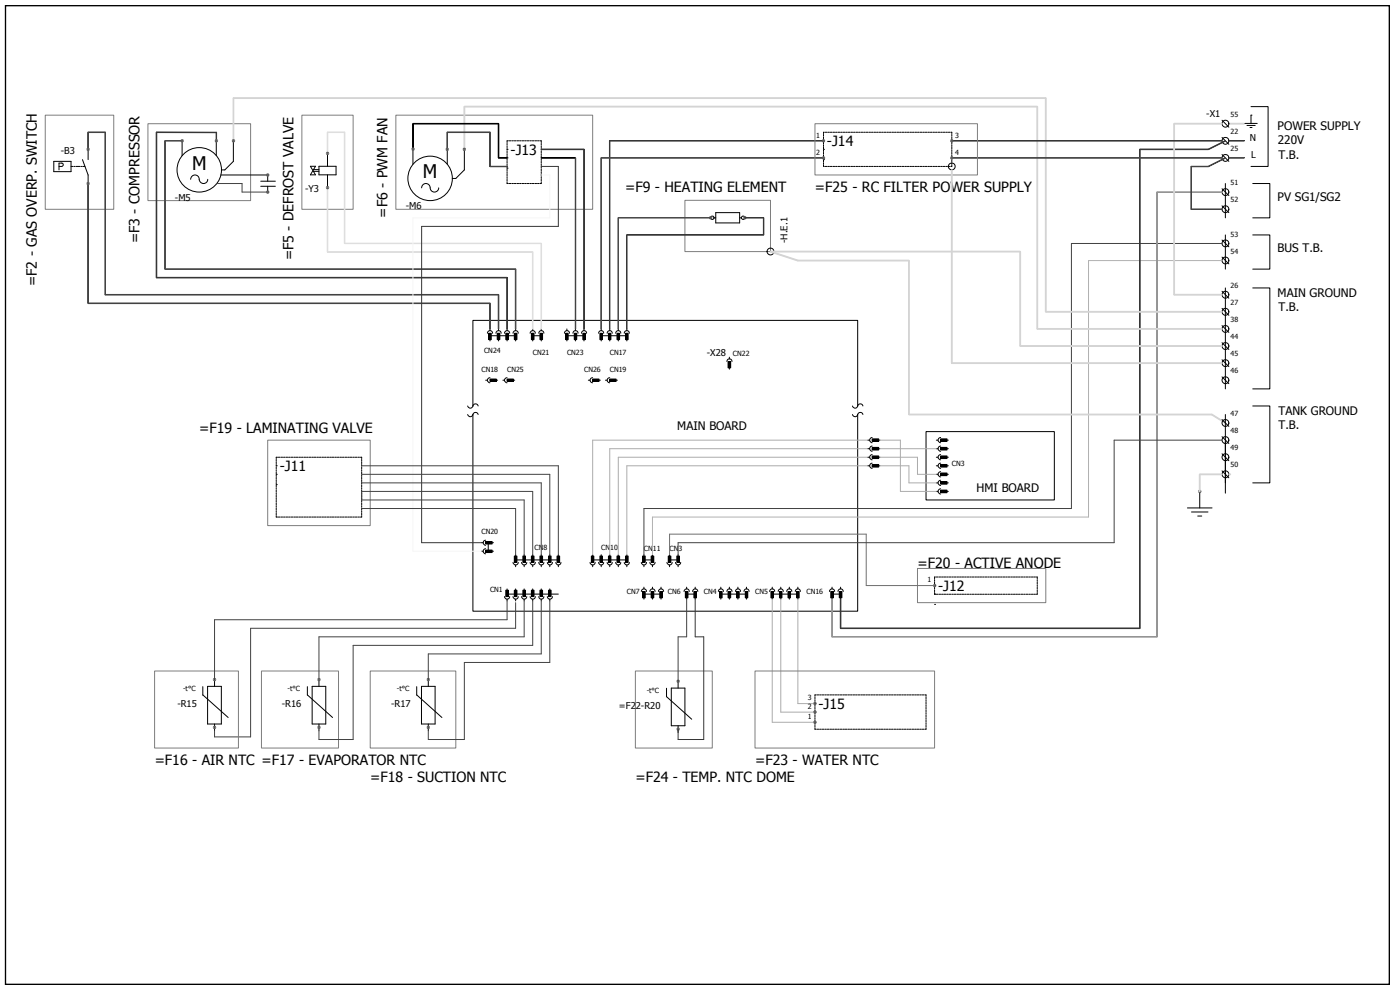 =F2 - GAS OVERP. SWITCH
-B3
P
=F3 - COMPRESSOR
M
-M5
=F5 - DEFROST VALVE
-Y3
=F6 - PWM FAN
M
-M6
-J13
=F9 - HEATING ELEMENT
-H.E.1
1
2
-J14
3
4
=F25 - RC FILTER POWER SUPPLY
-X1
55
22
N
25
L
POWER SUPPLY
220V
T.B.
51
52
PV SG1/SG2
53
54
BUS T.B.
26
27
38
44
45
46
MAIN GROUND
T.B.
47
48
49
50
TANK GROUND
T.B.
CN24
CN21
CN23
CN17
CN18
CN25
CN26
CN19
-X28
CN22
MAIN BOARD
=F19 - LAMINATING VALVE
-J11
CN3
HMI BOARD
CN20
CN8
CN10
CN11
CN3
=F20 - ACTIVE ANODE
1
-J12
CN1
CN7
CN6
CN4
CN5
CN16
-t°C
-R15
-t°C
-R16
-t°C
-R17
-t°C
=F22-R20
3
2
1
-J15
=F16 - AIR NTC
=F17 - EVAPORATOR NTC
=F18 - SUCTION NTC
=F24 - TEMP. NTC DOME
=F23 - WATER NTC